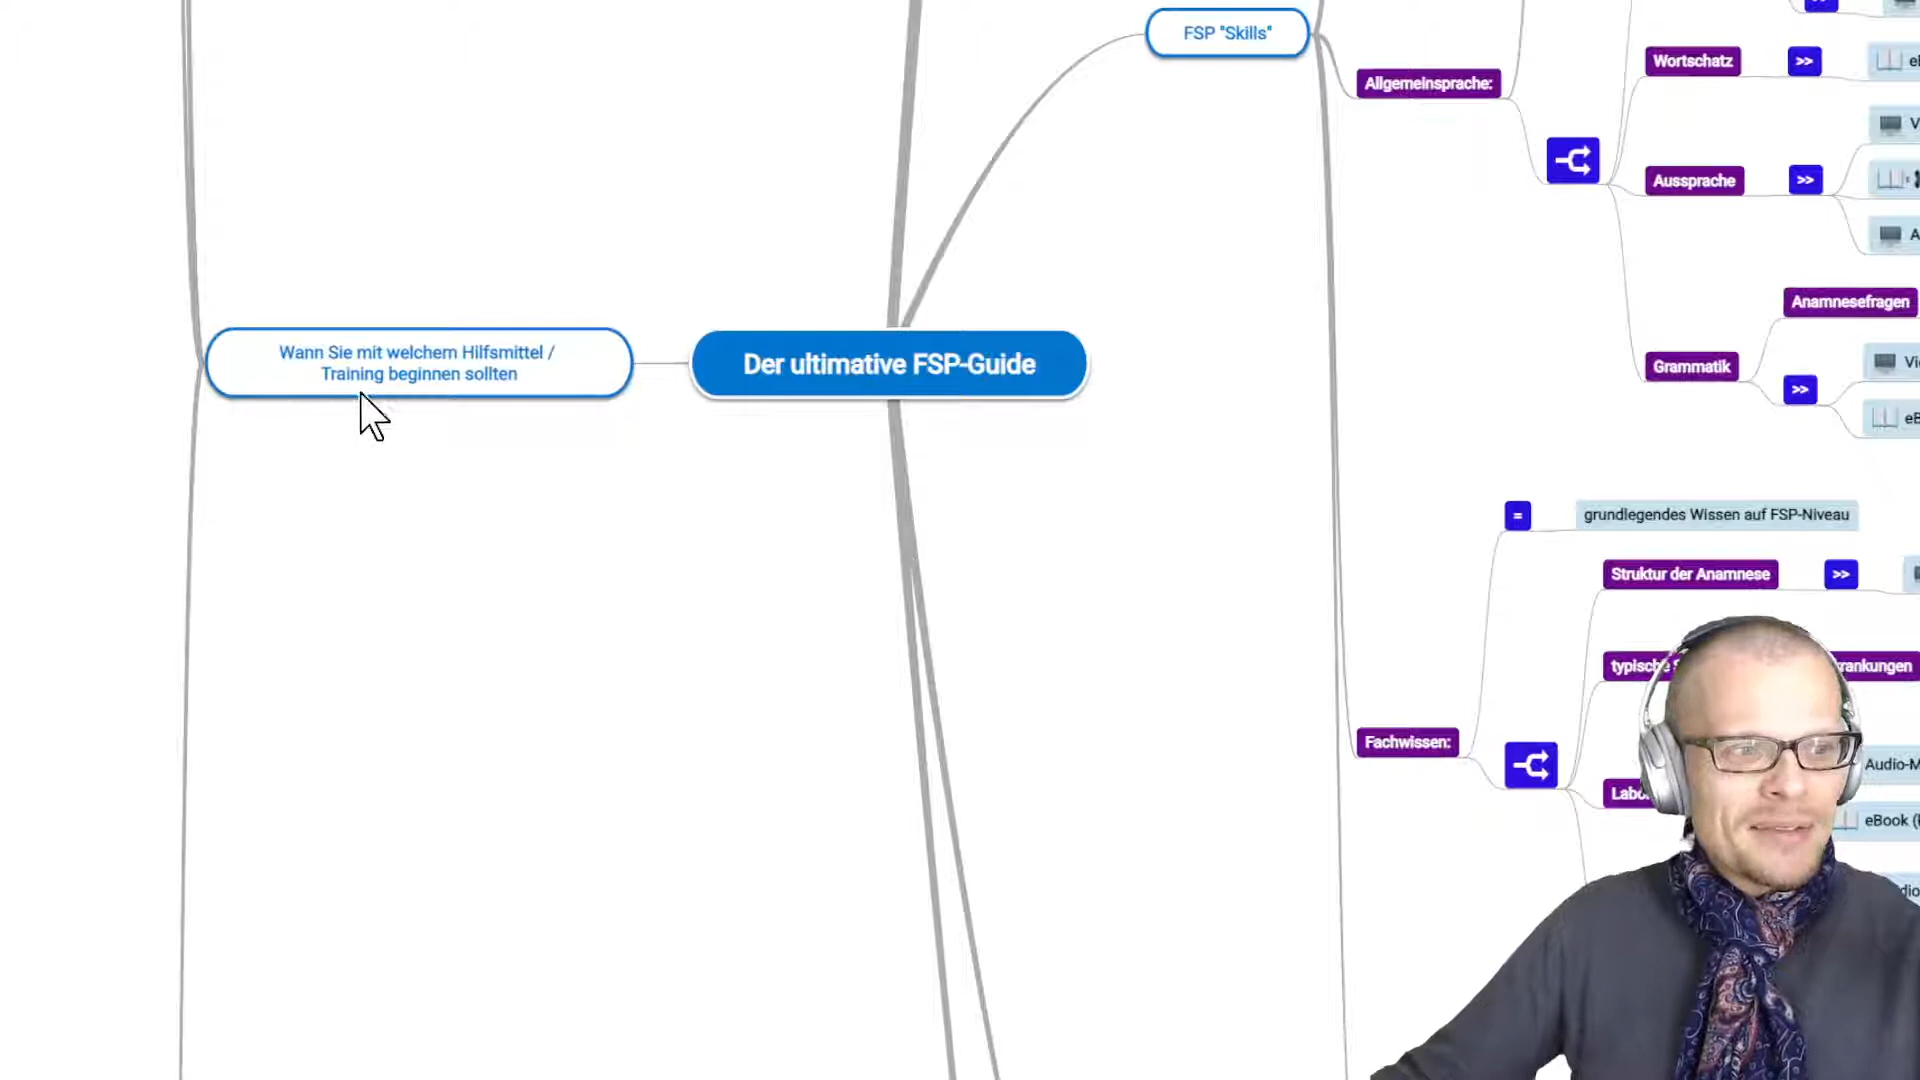 FSP "Skills"
Allgemeinsprache:
Wortschatz
>>
Aussprache
>>
Anamnesefragen
Grammatik
>>
Wann Sie mit welchem Hilfsmittel /
Training beginnen sollten
Der ultimative FSP-Guide
=
grundlegendes Wissen auf FSP-Niveau
Struktur der Anamnese
>>
typische
Fachwissen:
Audio-M
eBook